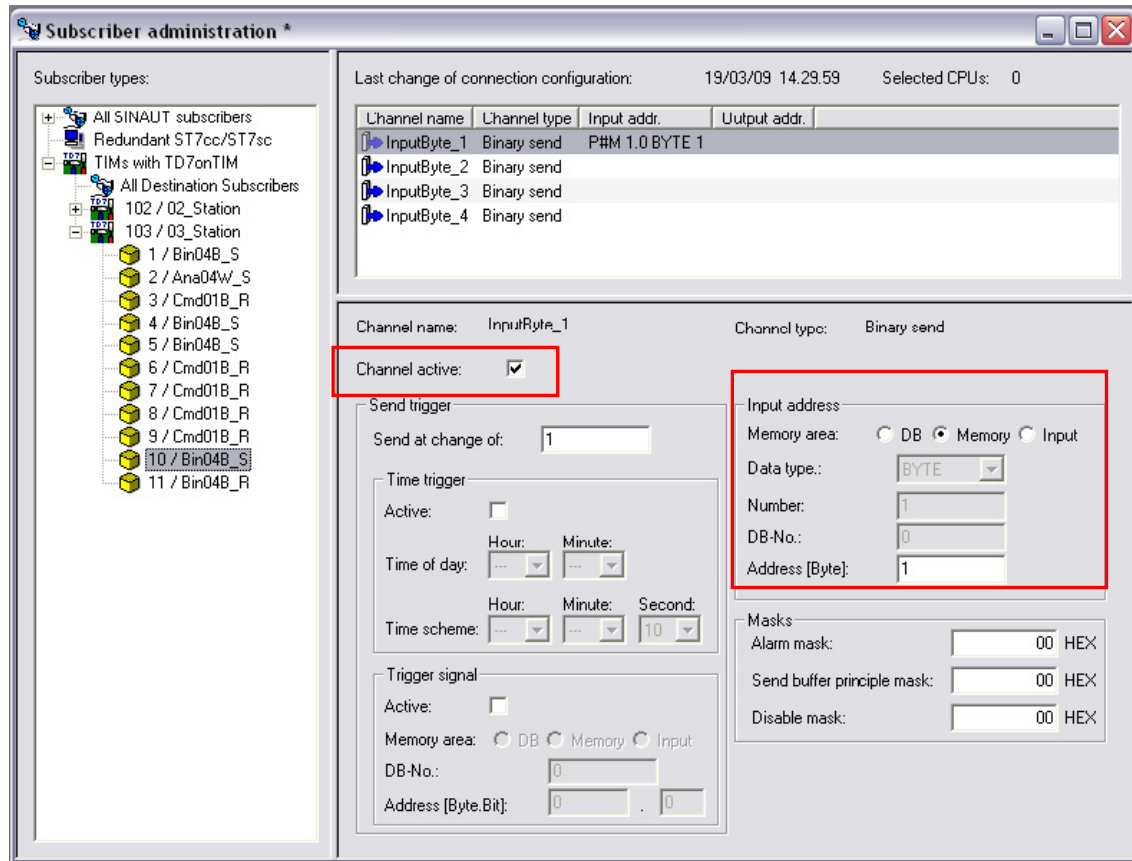 Subscriber administration *
Subscriber types:
All SINAUT subscribers
Redundant ST7cc/ST7sc
TIMs with TD7onTIM
All Destination Subscribers
102 / 02_Station
103 / 03_Station
1 / Bin04B_S
2 / Ana04W_S
3 / Cmd01B_R
4 / Bin04B_S
5 / Bin04B_S
6 / Cmd01B_R
7 / Cmd01B_R
8 / Cmd01B_R
9 / Cmd01B_R
10 / Bin04B_S
11 / Bin04B_R
Last change of connection configuration: 19/03/09 14.29.59 Selected CPUs: 0
Channel name Channel type Input addr. Output addr.
InputByte_1 Binary send P#M 1.0 BYTE 1
InputByte_2 Binary send
InputByte_3 Binary send
InputByte_4 Binary send
Channel name: InputByte_1 Channel type: Binary send
Channel active:
Send trigger
Send at change of: 1
Time trigger
Active:
Hour: Minute:
Time of day: --- ---
Hour: Minute: Second:
Time scheme: --- --- 10
Trigger signal
Active:
Memory area: DB Memory Input
DB-No.: 0
Address [Byte.Bit]: 0 . 0
Input address
Memory area: DB Memory Input
Data type.: BYTE
Number: 1
DB-No.: 0
Address [Byte]: 1
Masks
Alarm mask: 00 HEX
Send buffer principle mask: 00 HEX
Disable mask: 00 HEX